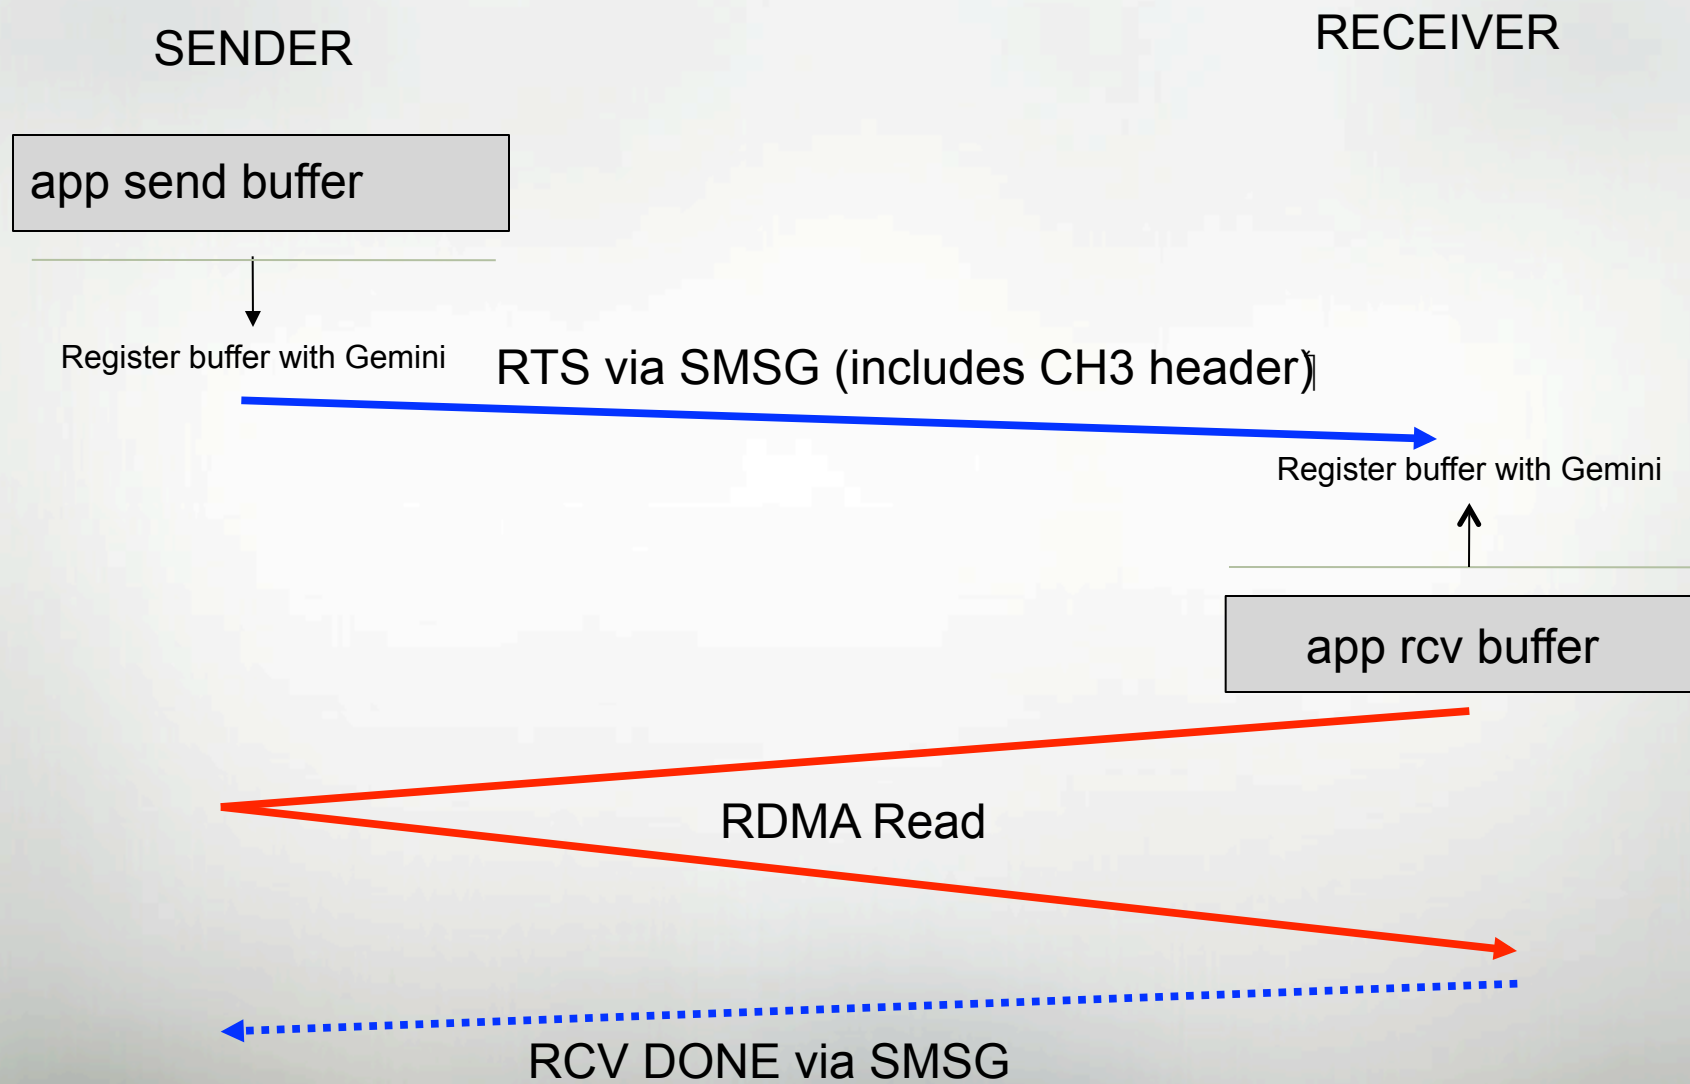 SENDER
RECEIVER
app send buffer
Register buffer with Gemini
RTS via SMSG (includes CH3 header)
Register buffer with Gemini
app rcv buffer
RDMA Read
RCV DONE via SMSG